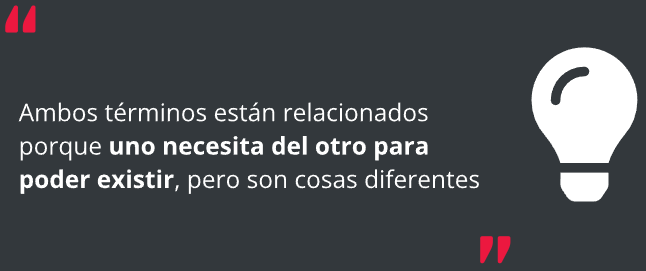 Ambos términos están relacionados
porque uno necesita del otro para
poder existir, pero son cosas diferentes